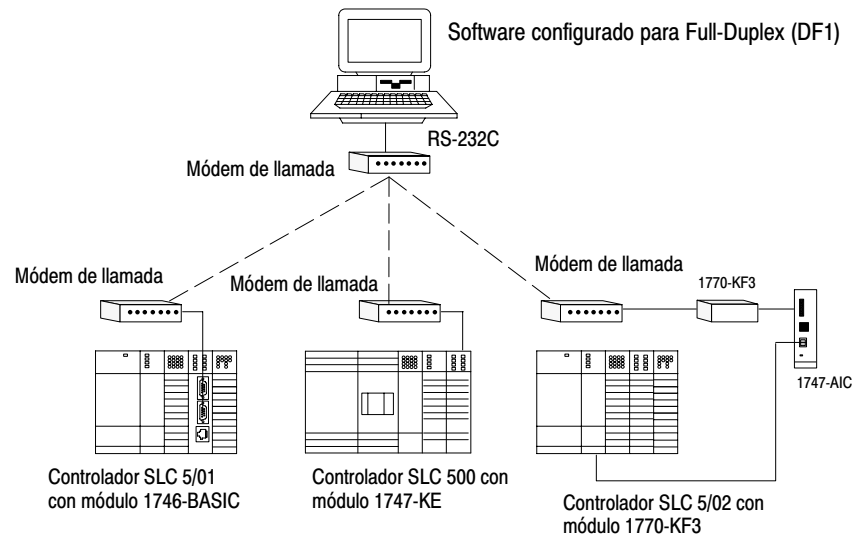 Software configurado para Full-Duplex (DF1)
RS-232C
Módem de llamada
Módem de llamada
Módem de llamada
Módem de llamada
1770-KF3
1747-AIC
Controlador SLC 5/01
con módulo 1746-BASIC
Controlador SLC 500 con
módulo 1747-KE
Controlador SLC 5/02 con
módulo 1770-KF3